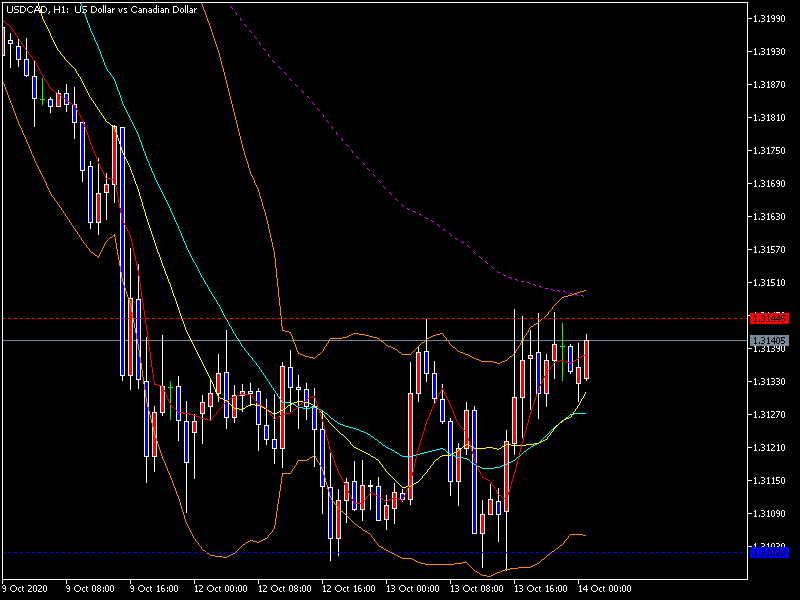 USDCAD, H1: US Dollar vs Canadian Dollar
1.31990
1.31930
1.31870
1.31810
1.31750
1.31690
1.31630
1.31570
1.31510
1.31405
1.31390
1.31330
1.31270
1.31210
1.31150
1.31090
1.31030
9 Oct 2020
9 Oct 08:00
9 Oct 16:00
12 Oct 00:00
12 Oct 08:00
12 Oct 16:00
13 Oct 00:00
13 Oct 08:00
13 Oct 16:00
14 Oct 00:00